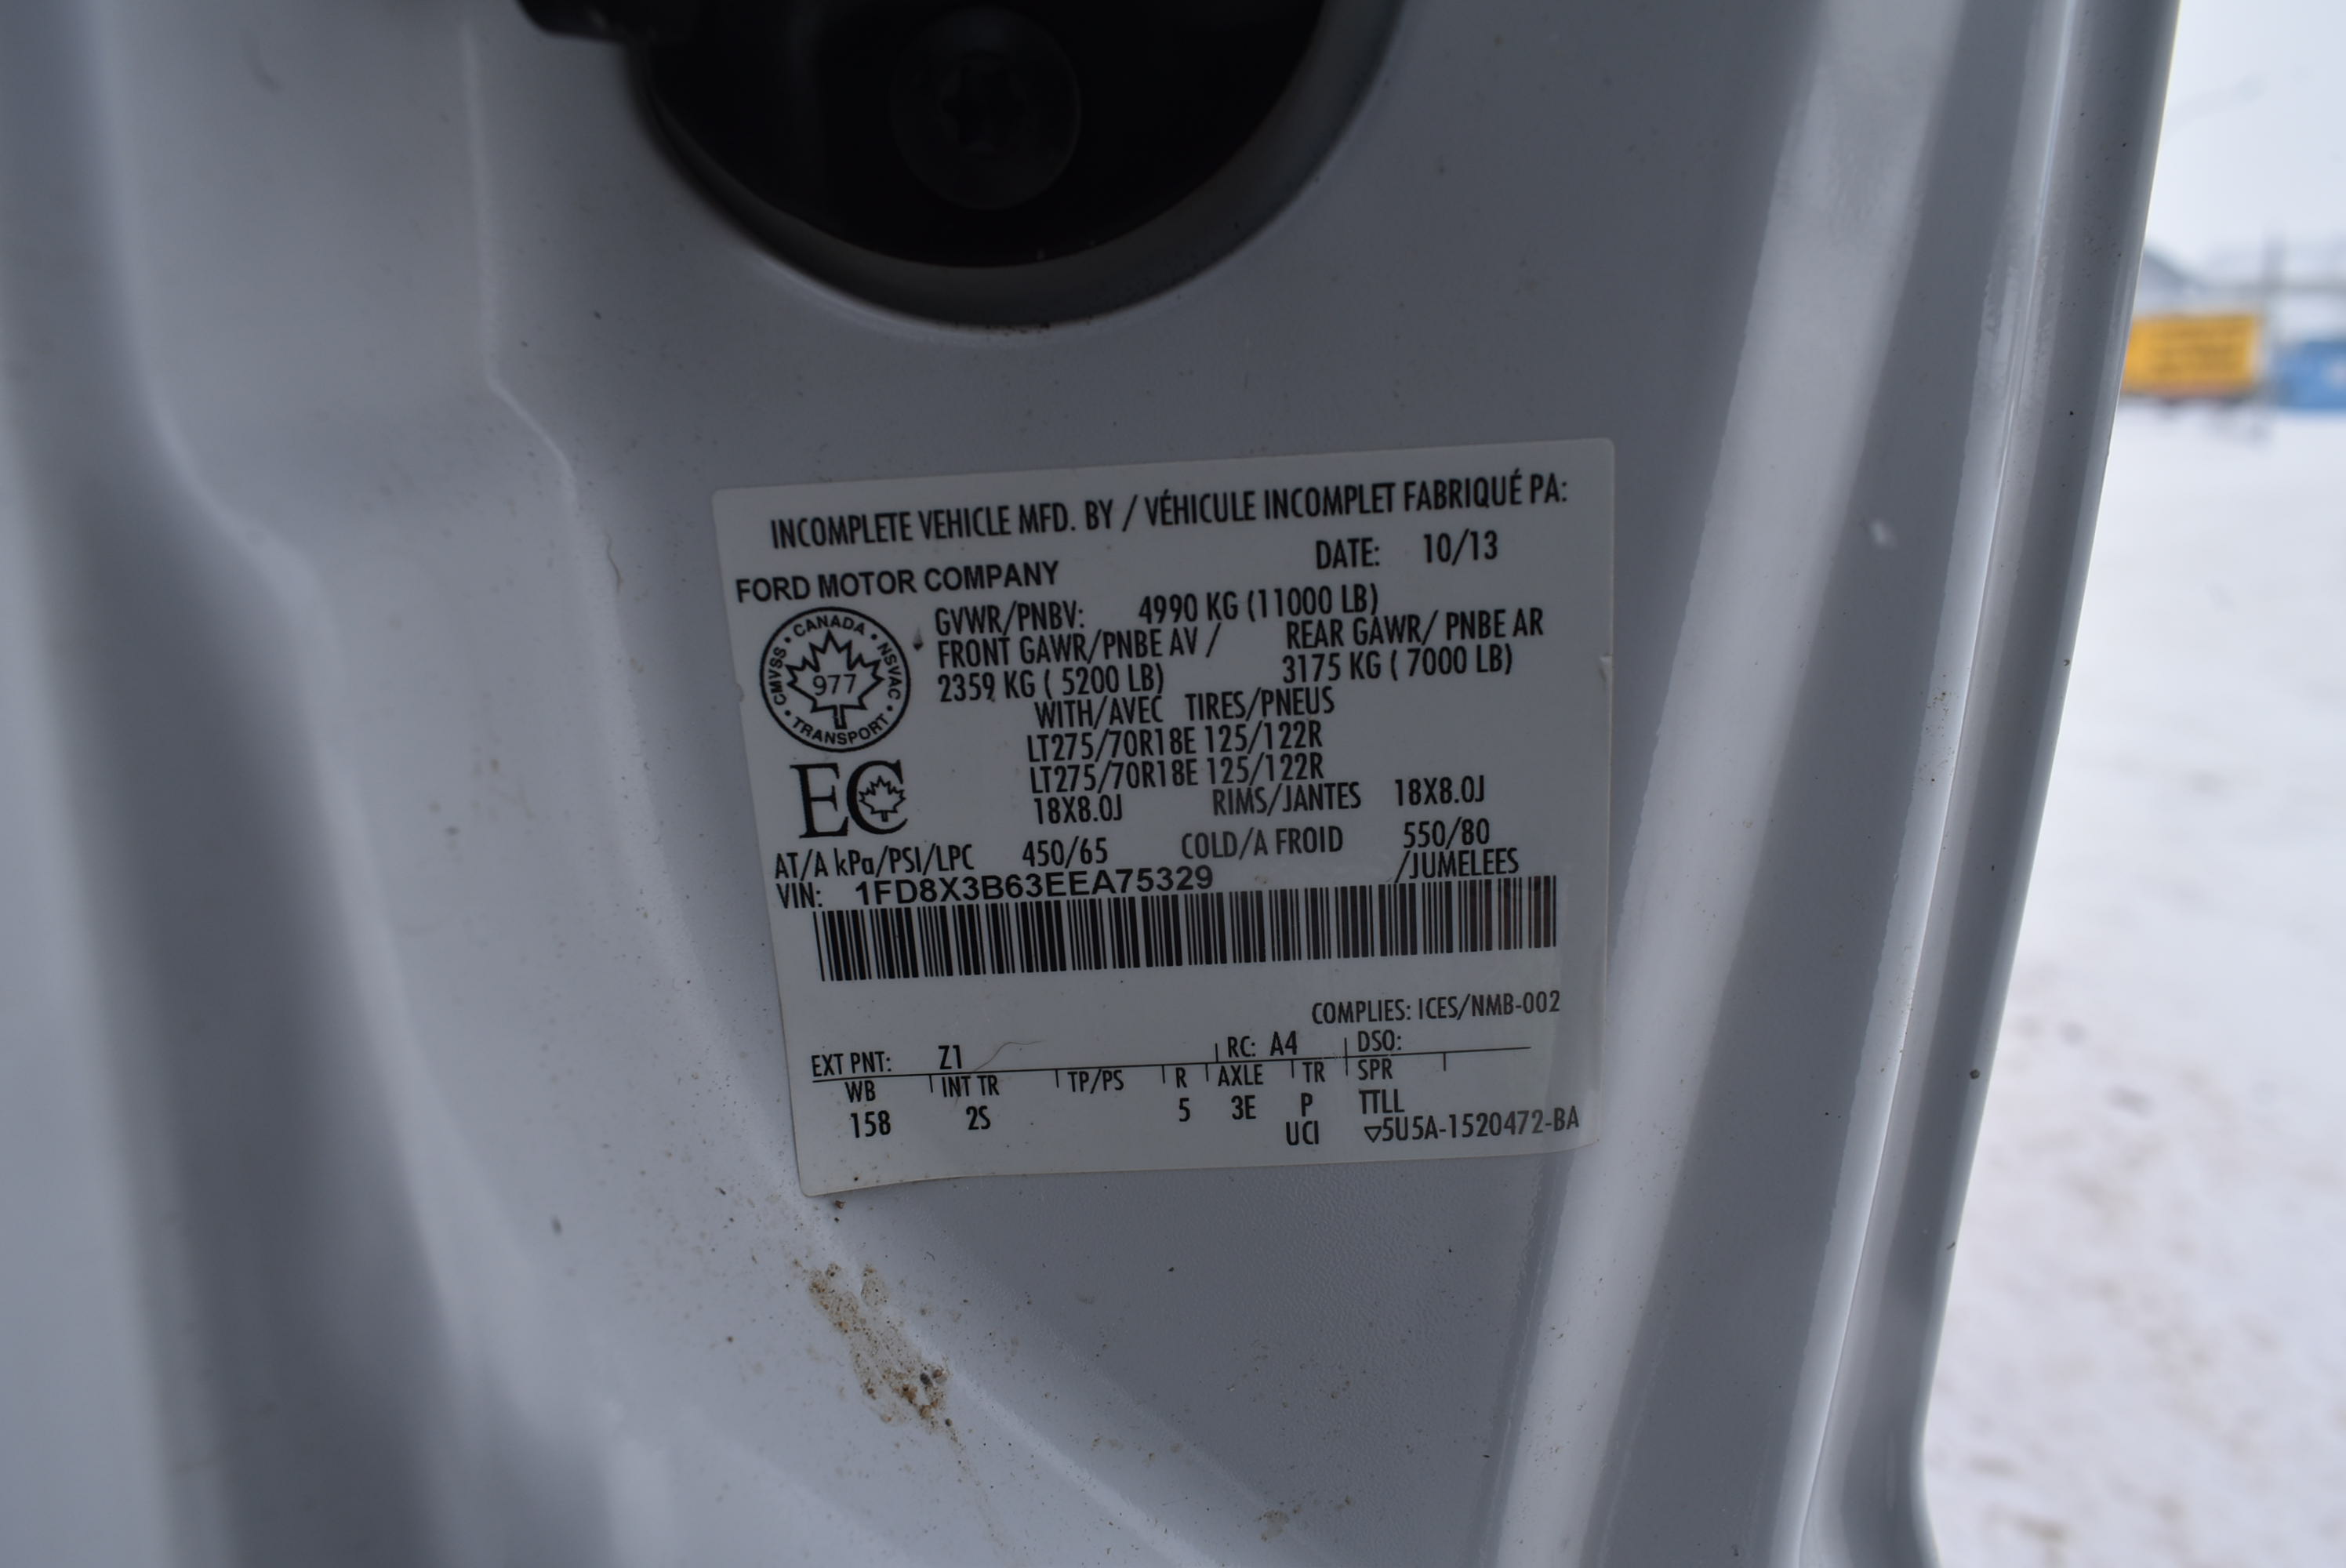 INCOMPLETE VEHICLE MFD. BY / VÉHICULE INCOMPLET FABRIQUÉ PA:
FORD MOTOR COMPANY DATE: 10/13
GVWR/PNBV: 4990 KG (11000 LB)
FRONT GAWR/PNBE AV / REAR GAWR/ PNBE AR
2359 KG ( 5200 LB) 3175 KG ( 7000 LB)
CANADA • NSVAC • TRANSPORT • CMVSS •
977
WITH/AVEC TIRES/PNEUS
LT275/70R18E 125/122R
LT275/70R18E 125/122R
EC
18X8.0J RIMS/JANTES 18X8.0J
AT/A kPa/PSI/LPC 450/65 COLD/A FROID 550/80
/JUMELEES
VIN: 1FD8X3B63EEA75329
COMPLIES: ICES/NMB-002
EXT PNT: Z1 RC: A4 DSO:
WB INT TR TP/PS R AXLE TR SPR
158 2S 5 3E P TTLL
UCI ▽5U5A-1520472-BA